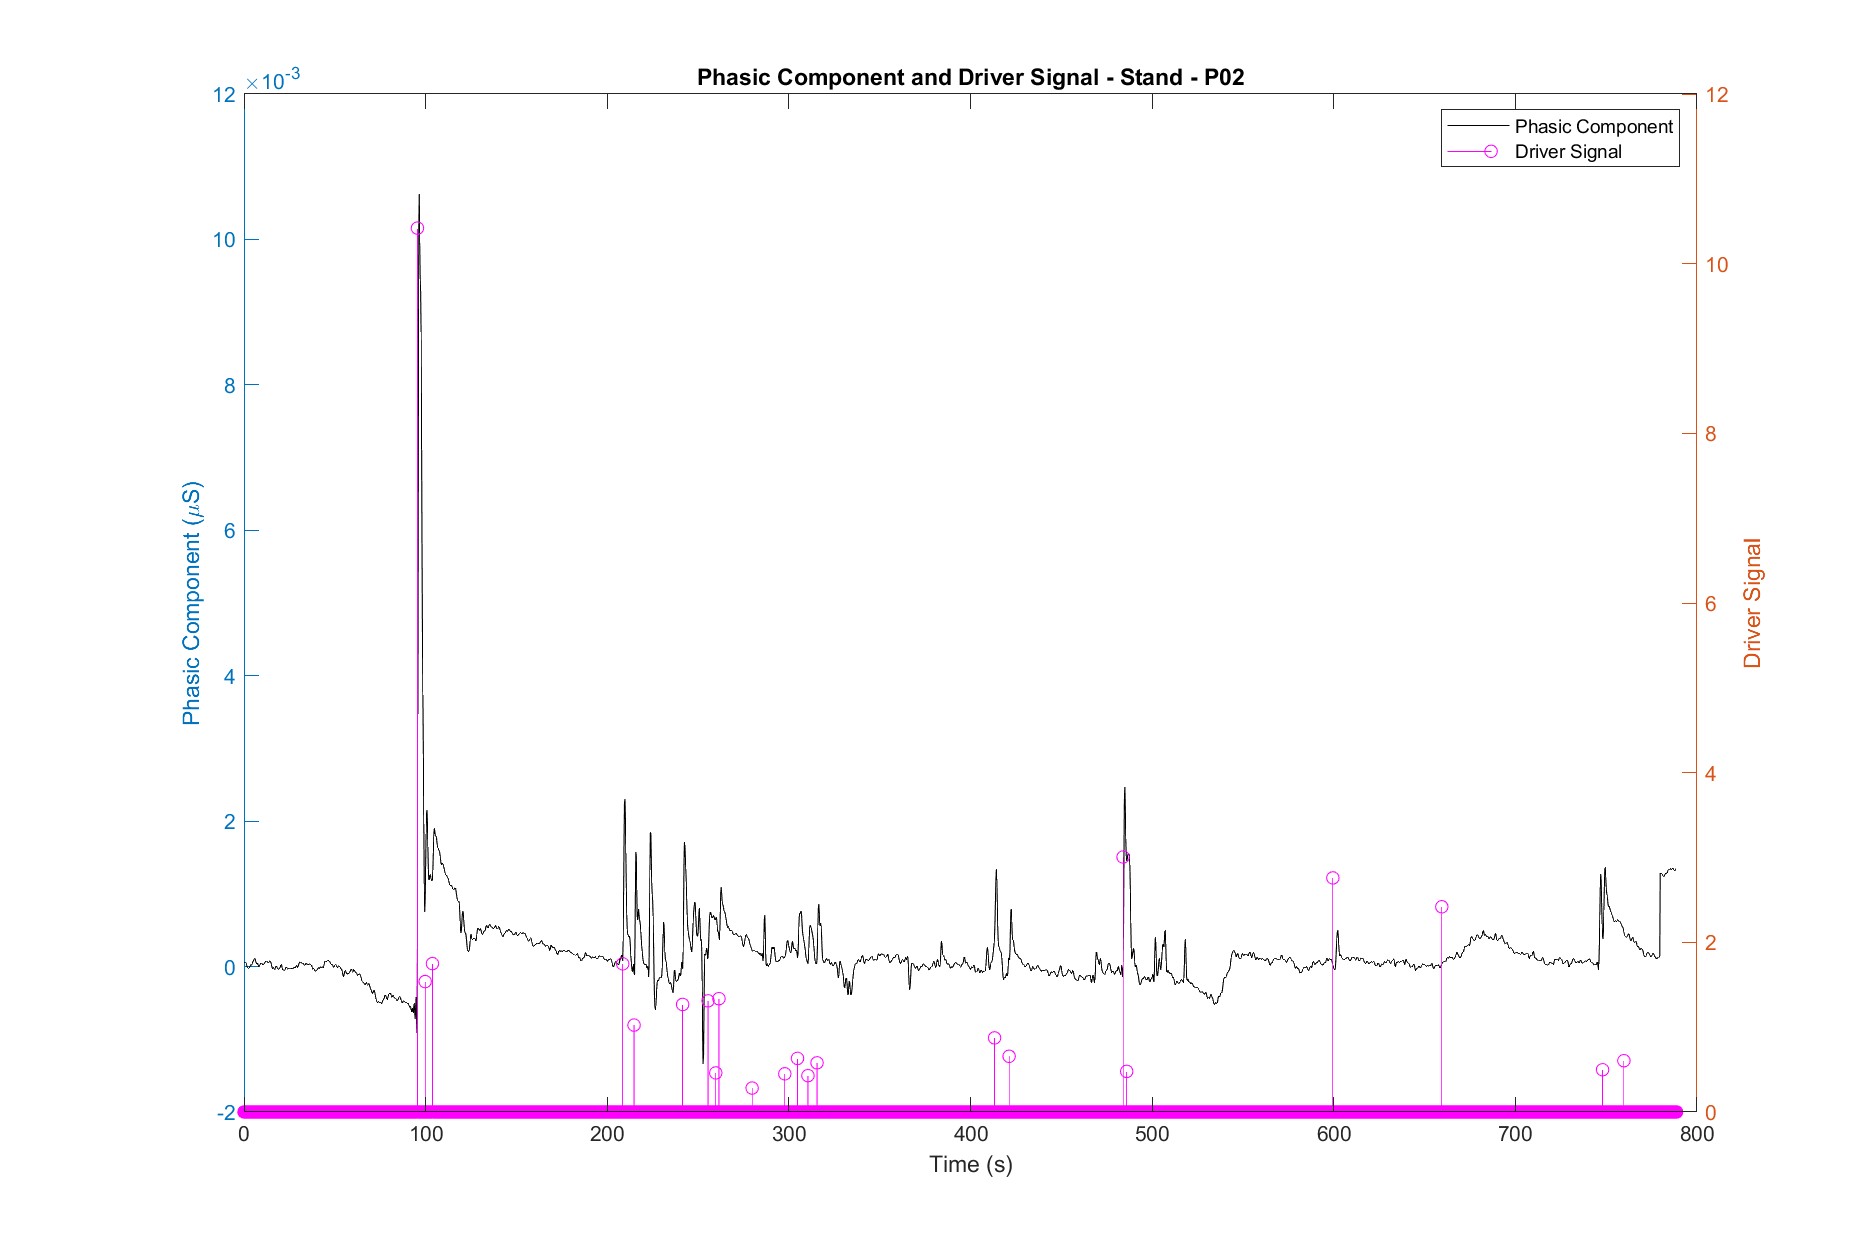 Phasic Component and Driver Signal - Stand - P02
×10⁻³
12
10
8
6
4
2
0
-2
Phasic Component (μS)
12
10
8
6
4
2
0
Driver Signal
Phasic Component
Driver Signal
0 100 200 300 400 500 600 700 800
Time (s)